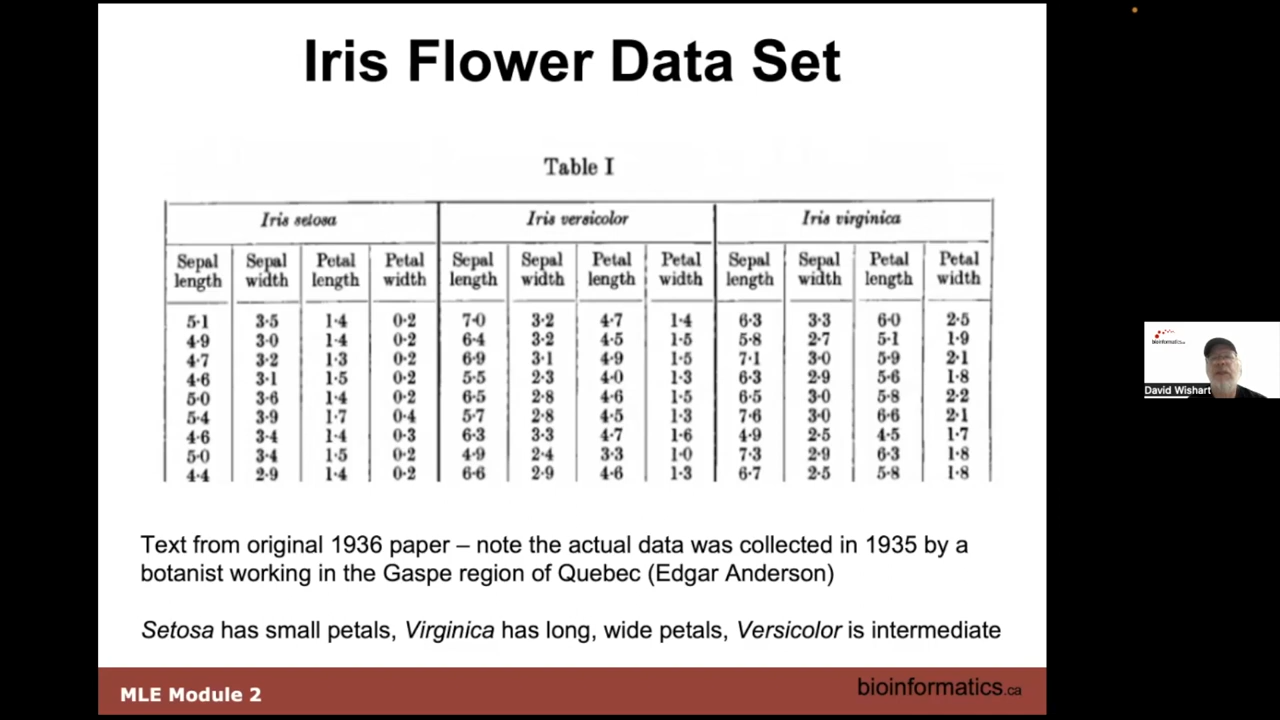 Iris Flower Data Set
Table I
Iris setosa Iris versicolor Iris virginica
Sepal length Sepal width Petal length Petal width Sepal length Sepal width Petal length Petal width Sepal length Sepal width Petal length Petal width
5·1 3·5 1·4 0·2 7·0 3·2 4·7 1·4 6·3 3·3 6·0 2·5
4·9 3·0 1·4 0·2 6·4 3·2 4·5 1·5 5·8 2·7 5·1 1·9
4·7 3·2 1·3 0·2 6·9 3·1 4·9 1·5 7·1 3·0 5·9 2·1
4·6 3·1 1·5 0·2 5·5 2·3 4·0 1·3 6·3 2·9 5·6 1·8
5·0 3·6 1·4 0·2 6·5 2·8 4·6 1·5 6·5 3·0 5·8 2·2
5·4 3·9 1·7 0·4 5·7 2·8 4·5 1·3 7·6 3·0 6·6 2·1
4·6 3·4 1·4 0·3 6·3 3·3 4·7 1·6 4·9 2·5 4·5 1·7
5·0 3·4 1·5 0·2 4·9 2·4 3·3 1·0 7·3 2·9 6·3 1·8
4·4 2·9 1·4 0·2 6·6 2·9 4·6 1·3 6·7 2·5 5·8 1·8
Text from original 1936 paper – note the actual data was collected in 1935 by a
botanist working in the Gaspe region of Quebec (Edgar Anderson)
Setosa has small petals, Virginica has long, wide petals, Versicolor is intermediate
MLE Module 2
bioinformatics.ca
bioinformatics.ca
David Wishart